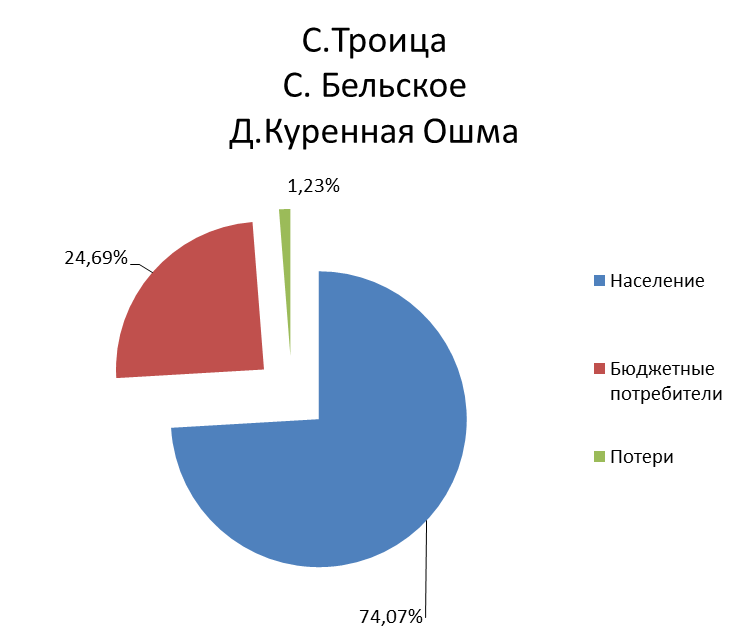 С.Троица
С. Бельское
Д.Куренная Ошма
1,23%
24,69%
Население
Бюджетные
потребители
Потери
74,07%